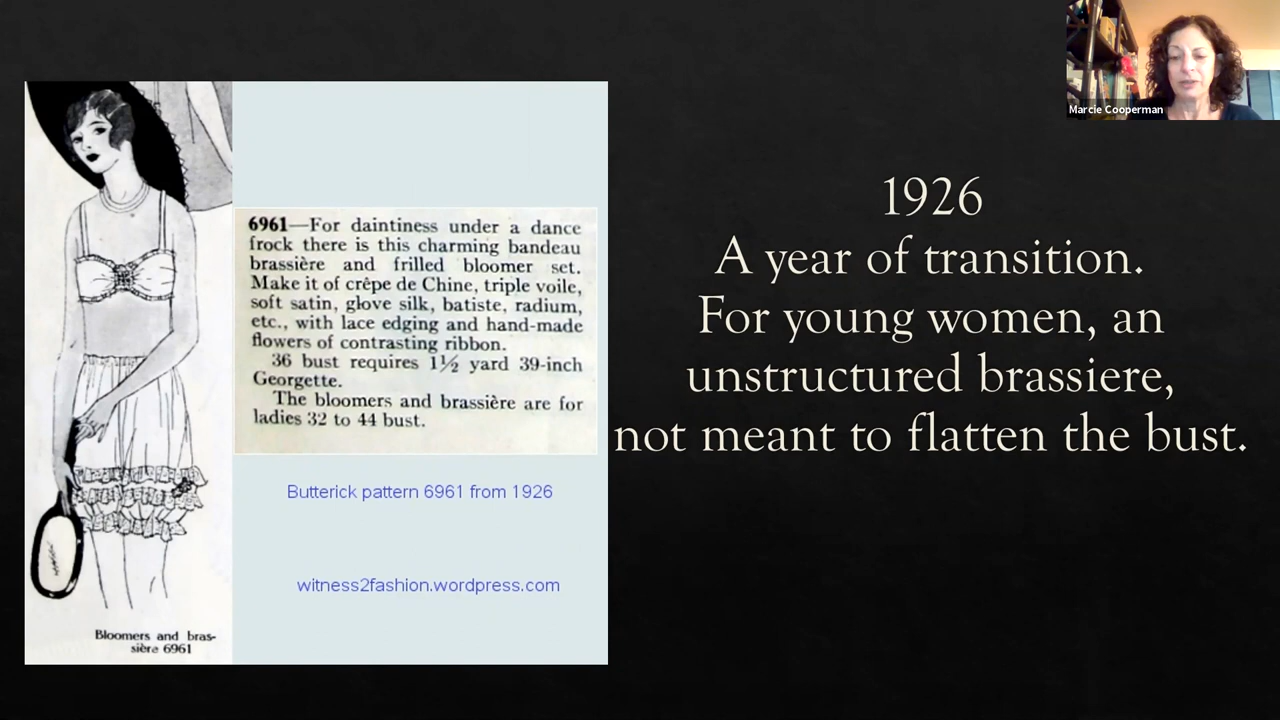 Marcie Cooperman
1926
A year of transition.
For young women, an
unstructured brassiere,
not meant to flatten the bust.
6961—For daintiness under a dance
frock there is this charming bandeau
brassière and frilled bloomer set.
Make it of crêpe de Chine, triple voile,
soft satin, glove silk, batiste, radium,
etc., with lace edging and hand-made
flowers of contrasting ribbon.
36 bust requires 1½ yard 39-inch
Georgette.
The bloomers and brassière are for
ladies 32 to 44 bust.
Butterick pattern 6961 from 1926
witness2fashion.wordpress.com
Bloomers and bras-
sière 6961